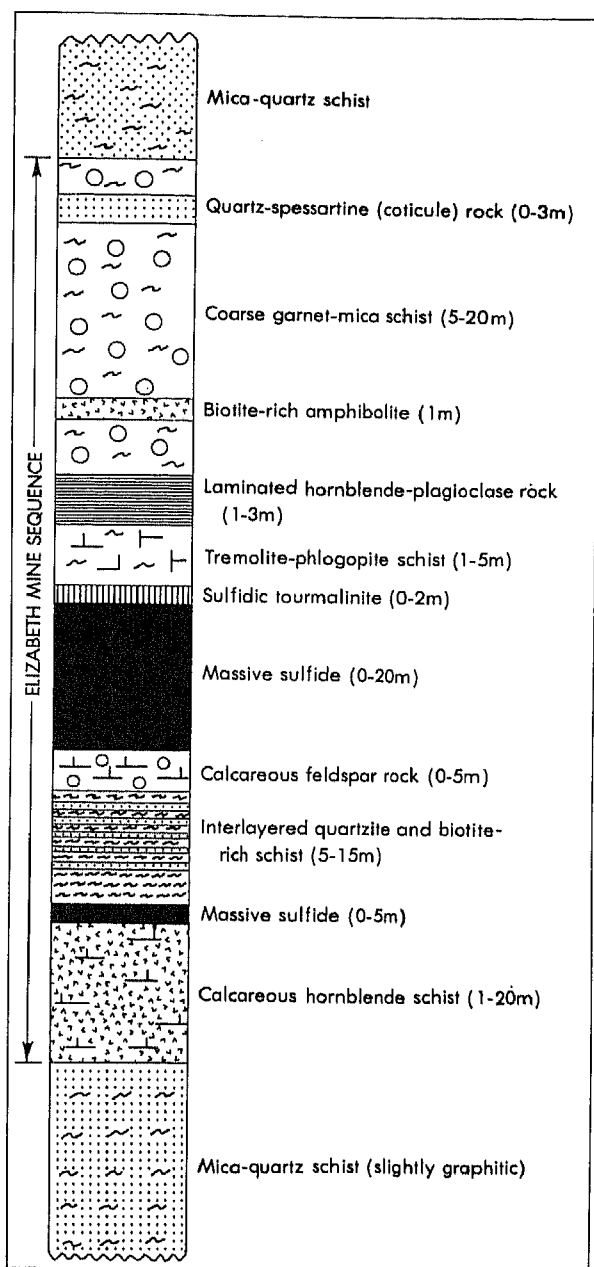 Mica-quartz schist
Quartz-spessartine (coticule) rock (0-3m)
Coarse garnet-mica schist (5-20m)
Biotite-rich amphibolite (1m)
Laminated hornblende-plagioclase rock
(1-3m)
Tremolite-phlogopite schist (1-5m)
Sulfidic tourmalinite (0-2m)
Massive sulfide (0-20m)
Calcareous feldspar rock (0-5m)
Interlayered quartzite and biotite-
rich schist (5-15m)
Massive sulfide (0-5m)
Calcareous hornblende schist (1-20m)
Mica-quartz schist (slightly graphitic)
ELIZABETH MINE SEQUENCE